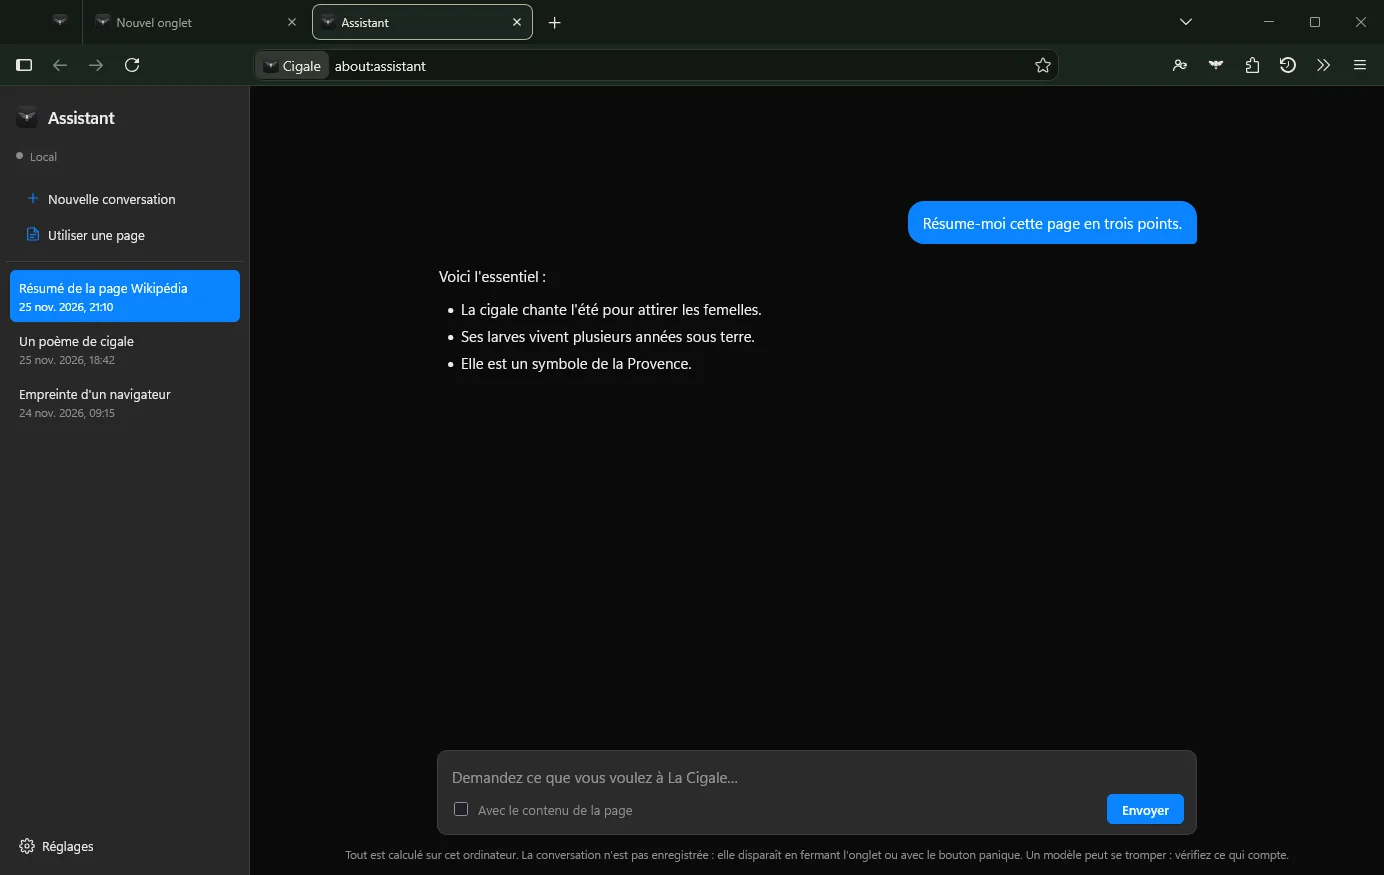 Nouvel onglet
Assistant
Cigale
about:assistant
Assistant
Local
Nouvelle conversation
Utiliser une page
Résumé de la page Wikipédia
25 nov. 2026, 21:10
Un poème de cigale
25 nov. 2026, 18:42
Empreinte d'un navigateur
24 nov. 2026, 09:15
Réglages
Résume-moi cette page en trois points.
Voici l'essentiel :
La cigale chante l'été pour attirer les femelles.
Ses larves vivent plusieurs années sous terre.
Elle est un symbole de la Provence.
Demandez ce que vous voulez à La Cigale...
Avec le contenu de la page
Envoyer
Tout est calculé sur cet ordinateur. La conversation n'est pas enregistrée : elle disparaît en fermant l'onglet ou avec le bouton panique. Un modèle peut se tromper : vérifiez ce qui compte.